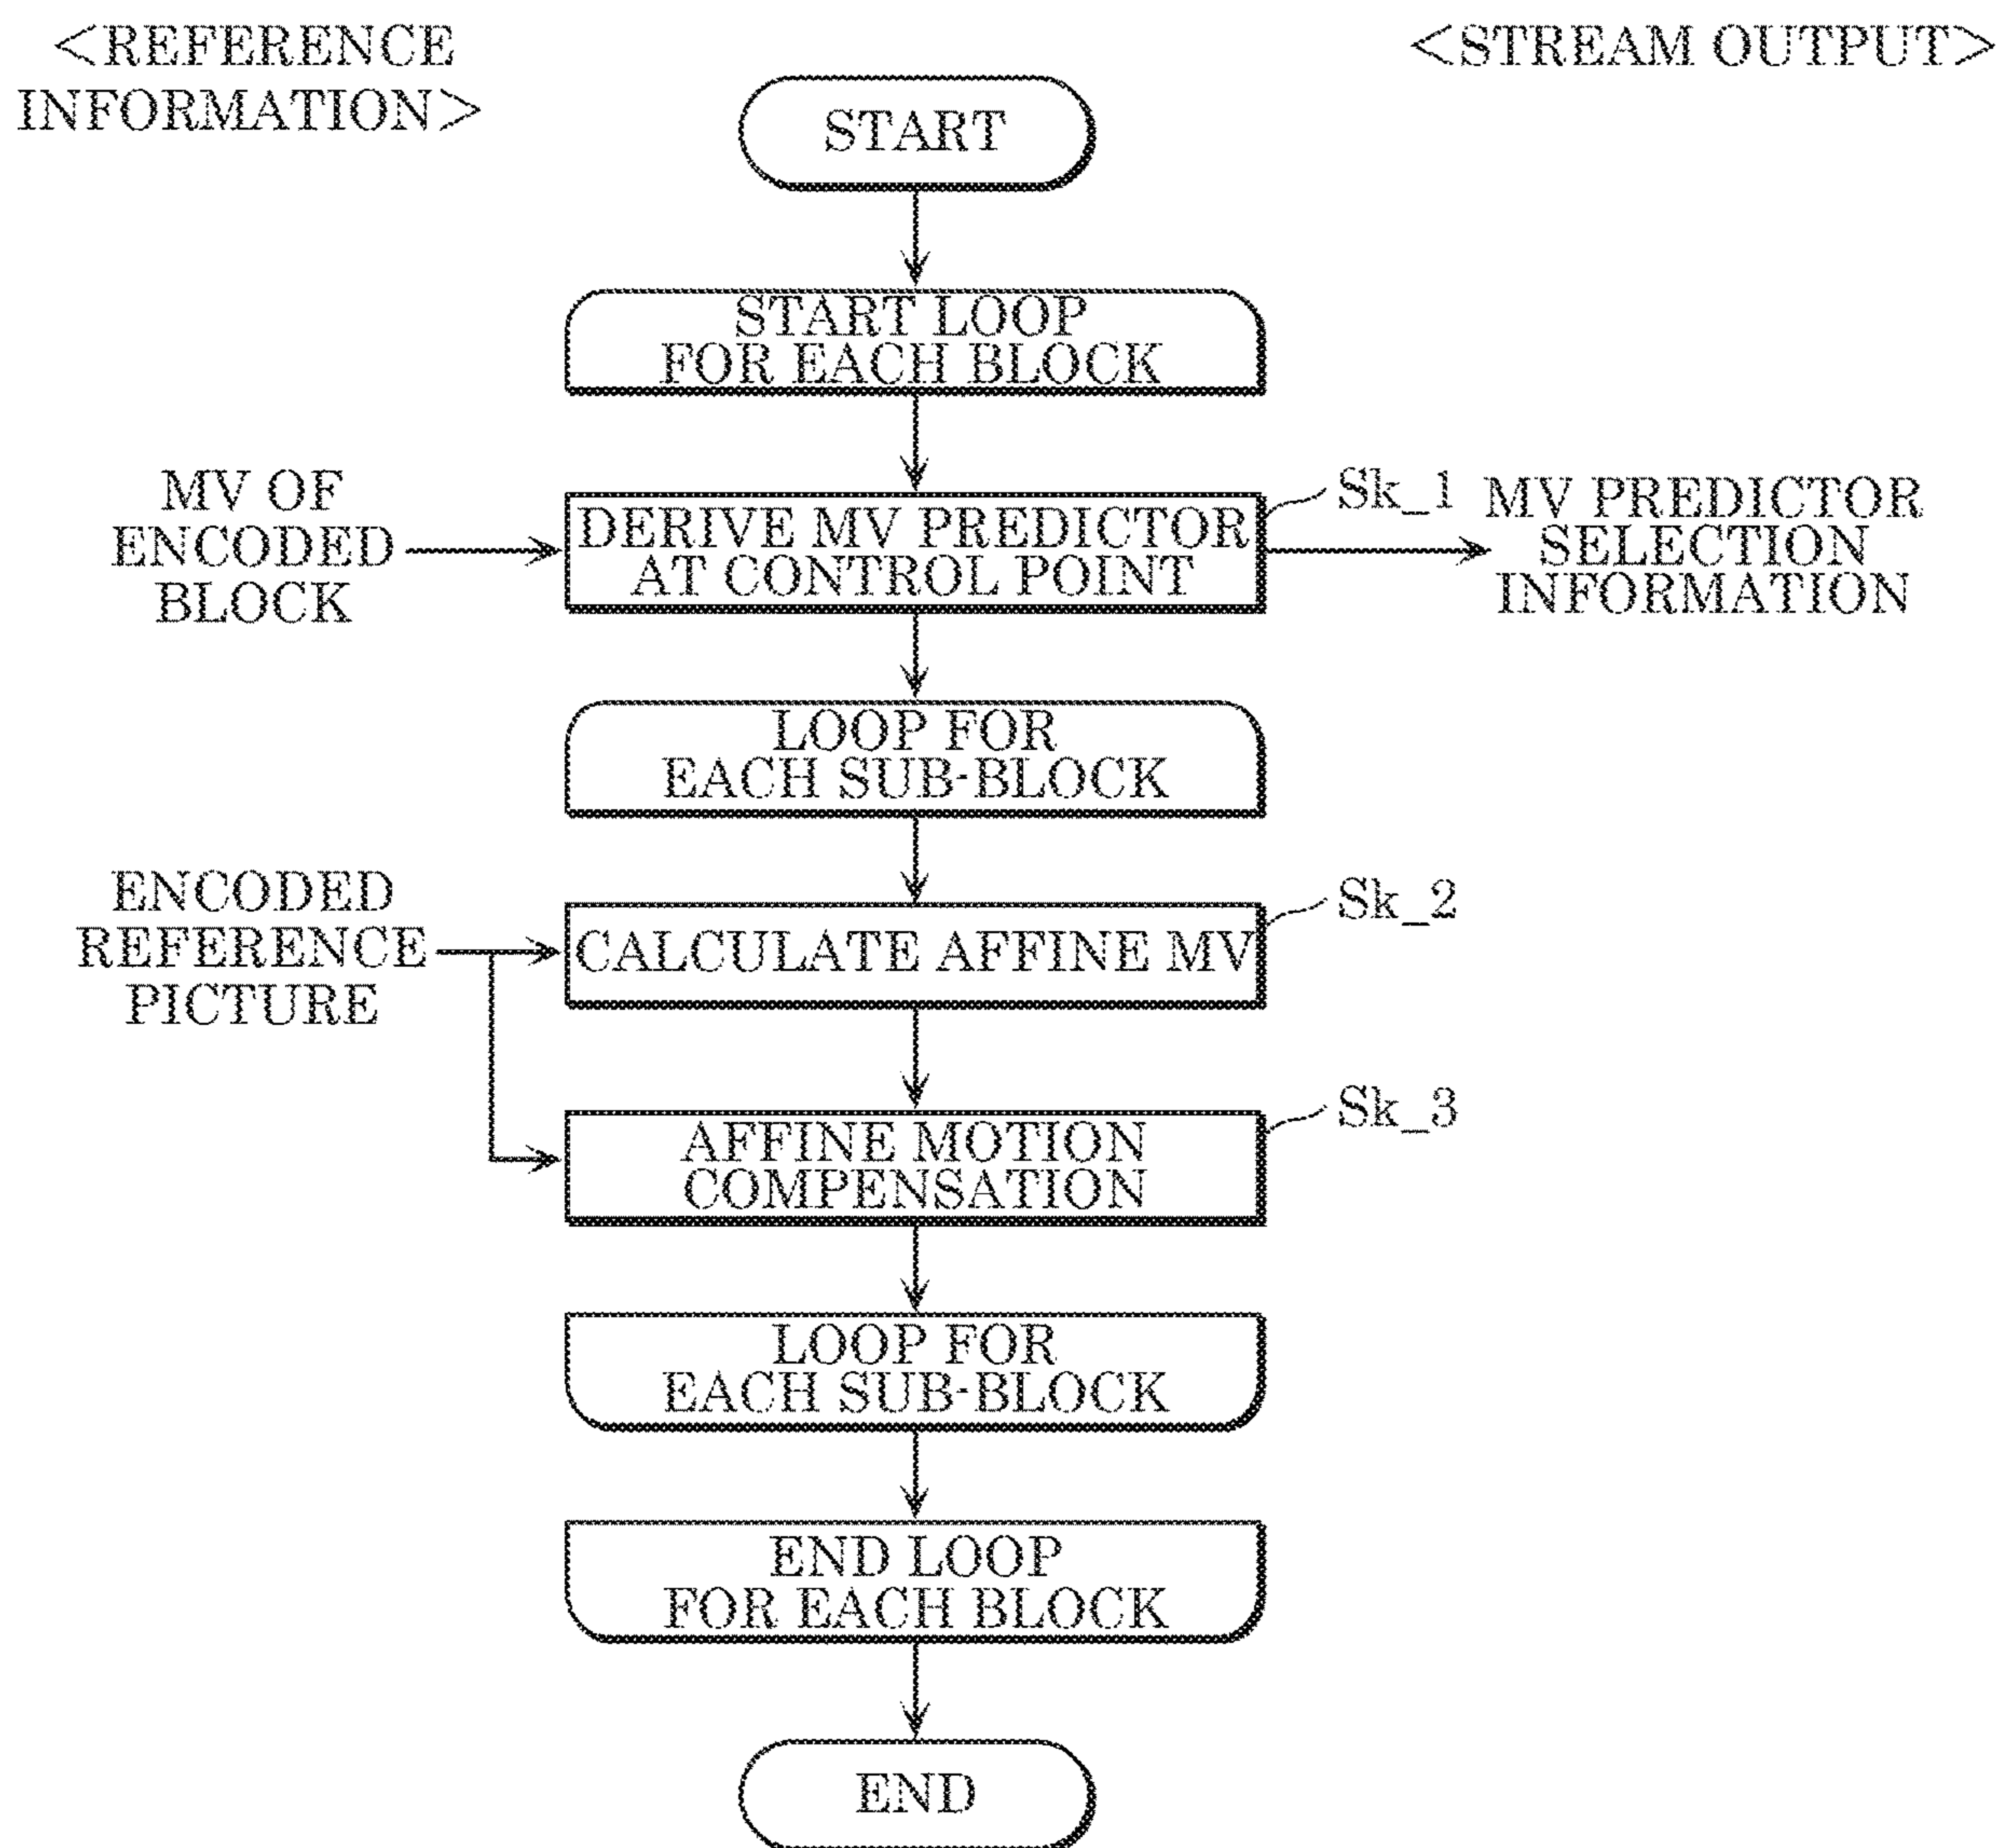 <REFERENCE
INFORMATION>
<STREAM OUTPUT>
START
START LOOP
FOR EACH BLOCK
MV OF
ENCODED
BLOCK
DERIVE MV PREDICTOR
AT CONTROL POINT
Sk_1
MV PREDICTOR
SELECTION
INFORMATION
LOOP FOR
EACH SUB-BLOCK
ENCODED
REFERENCE
PICTURE
CALCULATE AFFINE MV
Sk_2
AFFINE MOTION
COMPENSATION
Sk_3
LOOP FOR
EACH SUB-BLOCK
END LOOP
FOR EACH BLOCK
END